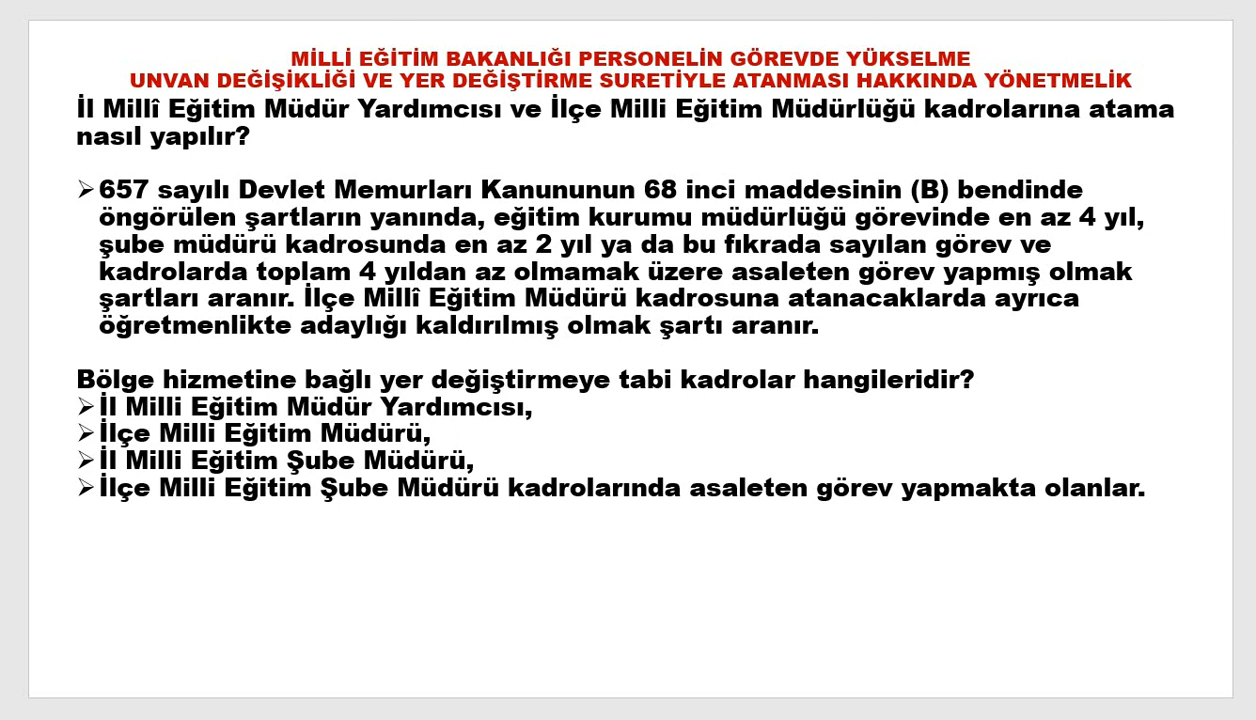 MİLLİ EĞİTİM BAKANLIĞI PERSONELİN GÖREVDE YÜKSELME
UNVAN DEĞİŞİKLİĞİ VE YER DEĞİŞTİRME SURETİYLE ATANMASI HAKKINDA YÖNETMELİK
İl Millî Eğitim Müdür Yardımcısı ve İlçe Milli Eğitim Müdürlüğü kadrolarına atama
nasıl yapılır?
➢ 657 sayılı Devlet Memurları Kanununun 68 inci maddesinin (B) bendinde
öngörülen şartların yanında, eğitim kurumu müdürlüğü görevinde en az 4 yıl,
şube müdürü kadrosunda en az 2 yıl ya da bu fıkrada sayılan görev ve
kadrolarda toplam 4 yıldan az olmamak üzere asaleten görev yapmış olmak
şartları aranır. İlçe Millî Eğitim Müdürü kadrosuna atanacaklarda ayrıca
öğretmenlikte adaylığı kaldırılmış olmak şartı aranır.
Bölge hizmetine bağlı yer değiştirmeye tabi kadrolar hangileridir?
➢ İl Milli Eğitim Müdür Yardımcısı,
➢ İlçe Milli Eğitim Müdürü,
➢ İl Milli Eğitim Şube Müdürü,
➢ İlçe Milli Eğitim Şube Müdürü kadrolarında asaleten görev yapmakta olanlar.